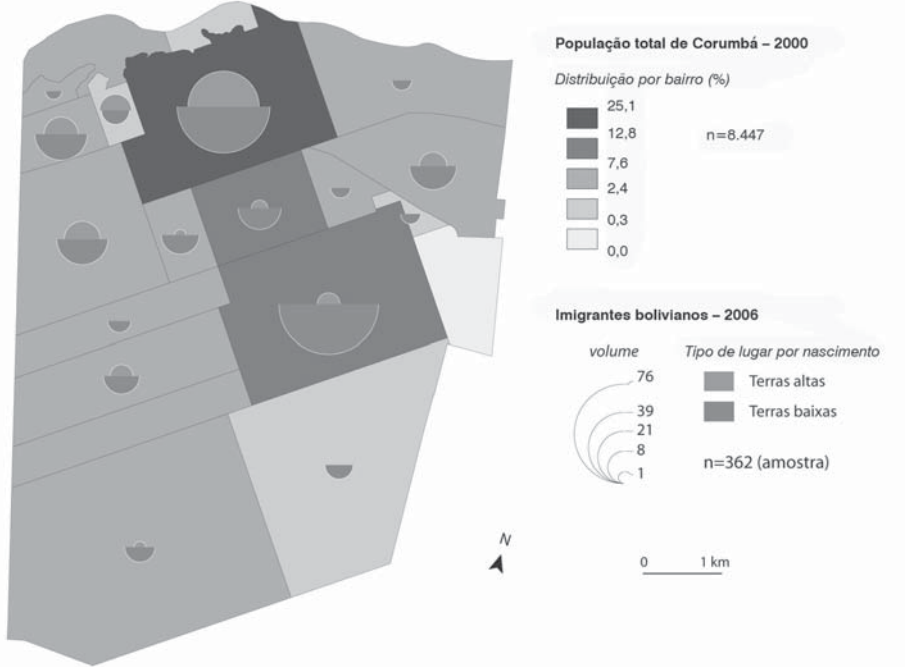 População total de Corumbá – 2000
Distribuição por bairro (%)
25,1
12,8
7,6
2,4
0,3
0,0
n=8.447
Imigrantes bolivianos – 2006
volume
Tipo de lugar por nascimento
76
39
21
8
1
Terras altas
Terras baixas
n=362 (amostra)
N
0 1 km